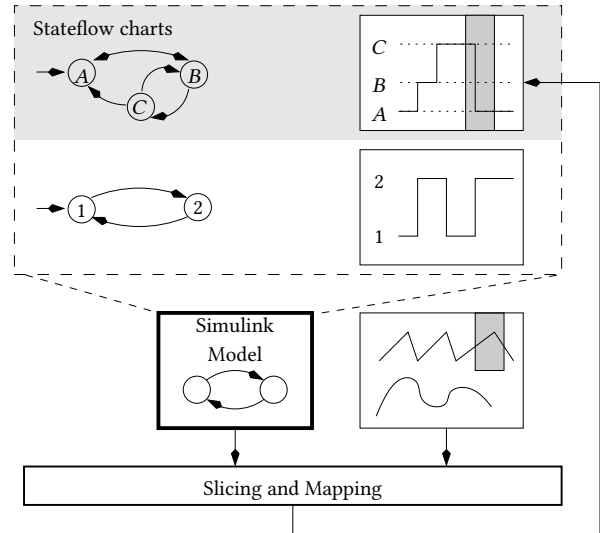 Stateflow charts
A
B
C
C
B
A
1
2
2
1
Simulink
Model
Slicing and Mapping